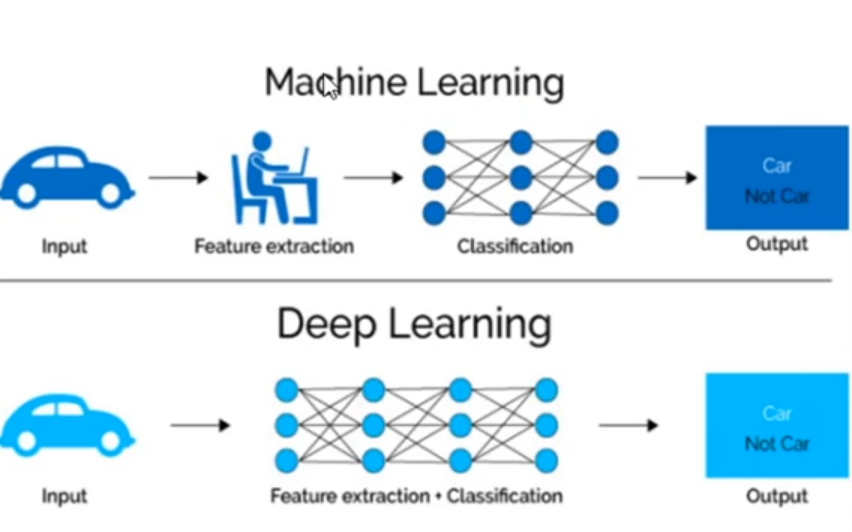 Machine Learning
Car
Not Car
Input
Feature extraction
Classification
Output
Deep Learning
Car
Not Car
Input
Feature extraction + Classification
Output